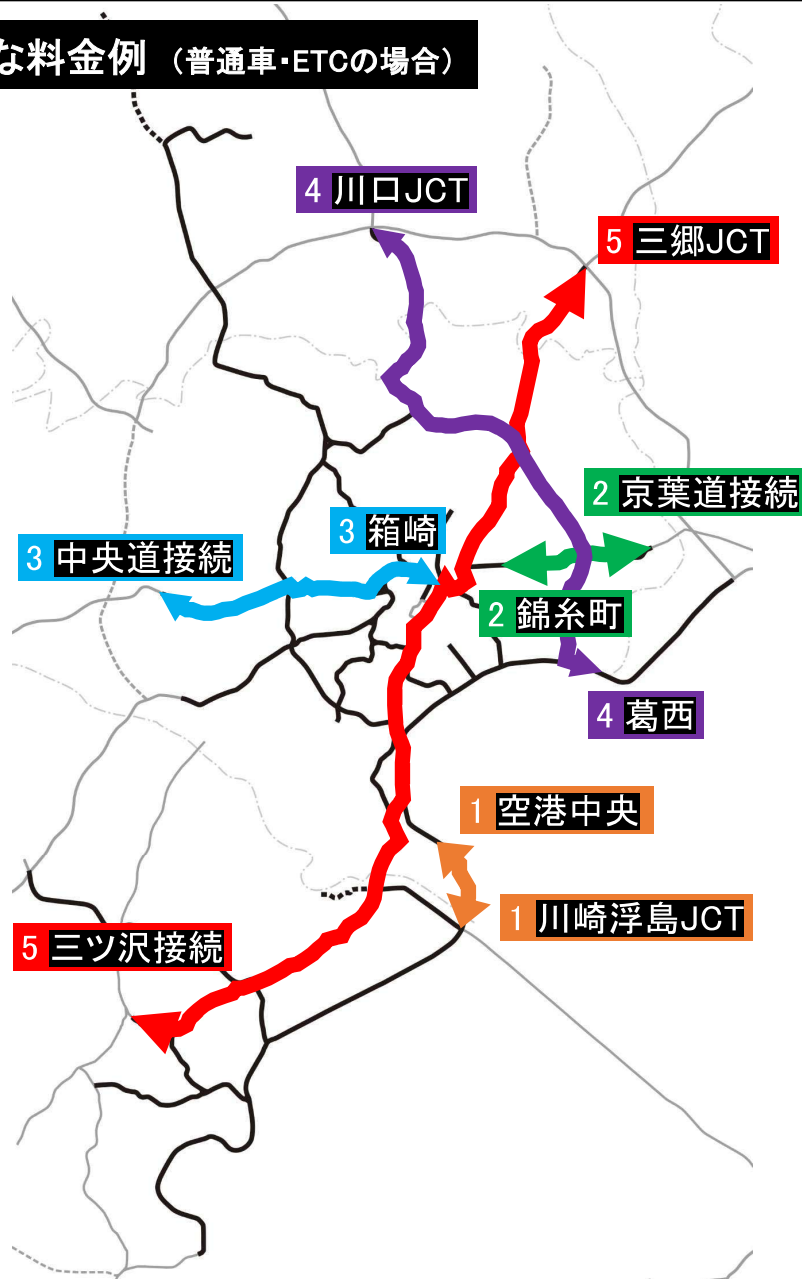 な料金例 (普通車・ETCの場合)
4 川口JCT
5 三郷JCT
2 京葉道接続
3 箱崎
3 中央道接続
2 錦糸町
4 葛西
1 空港中央
1 川崎浮島JCT
5 三ツ沢接続